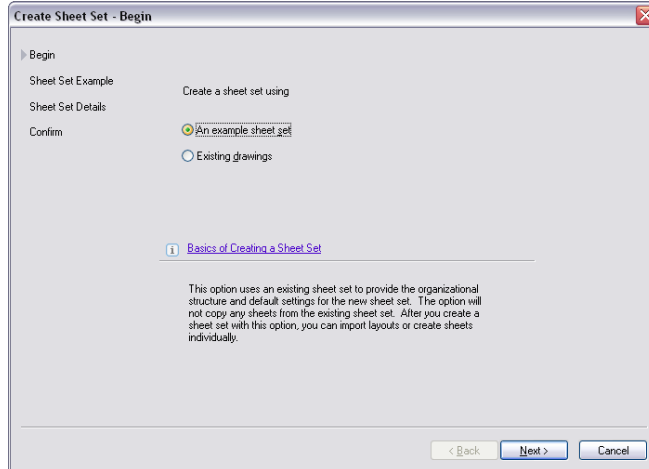 Create Sheet Set - Begin
Begin
Sheet Set Example
Sheet Set Details
Confirm
Create a sheet set using
An example sheet set
Existing drawings
Basics of Creating a Sheet Set
This option uses an existing sheet set to provide the organizational
structure and default settings for the new sheet set. The option will
not copy any sheets from the existing sheet set. After you create a
sheet set with this option, you can import layouts or create sheets
individually.
< Back
Next >
Cancel